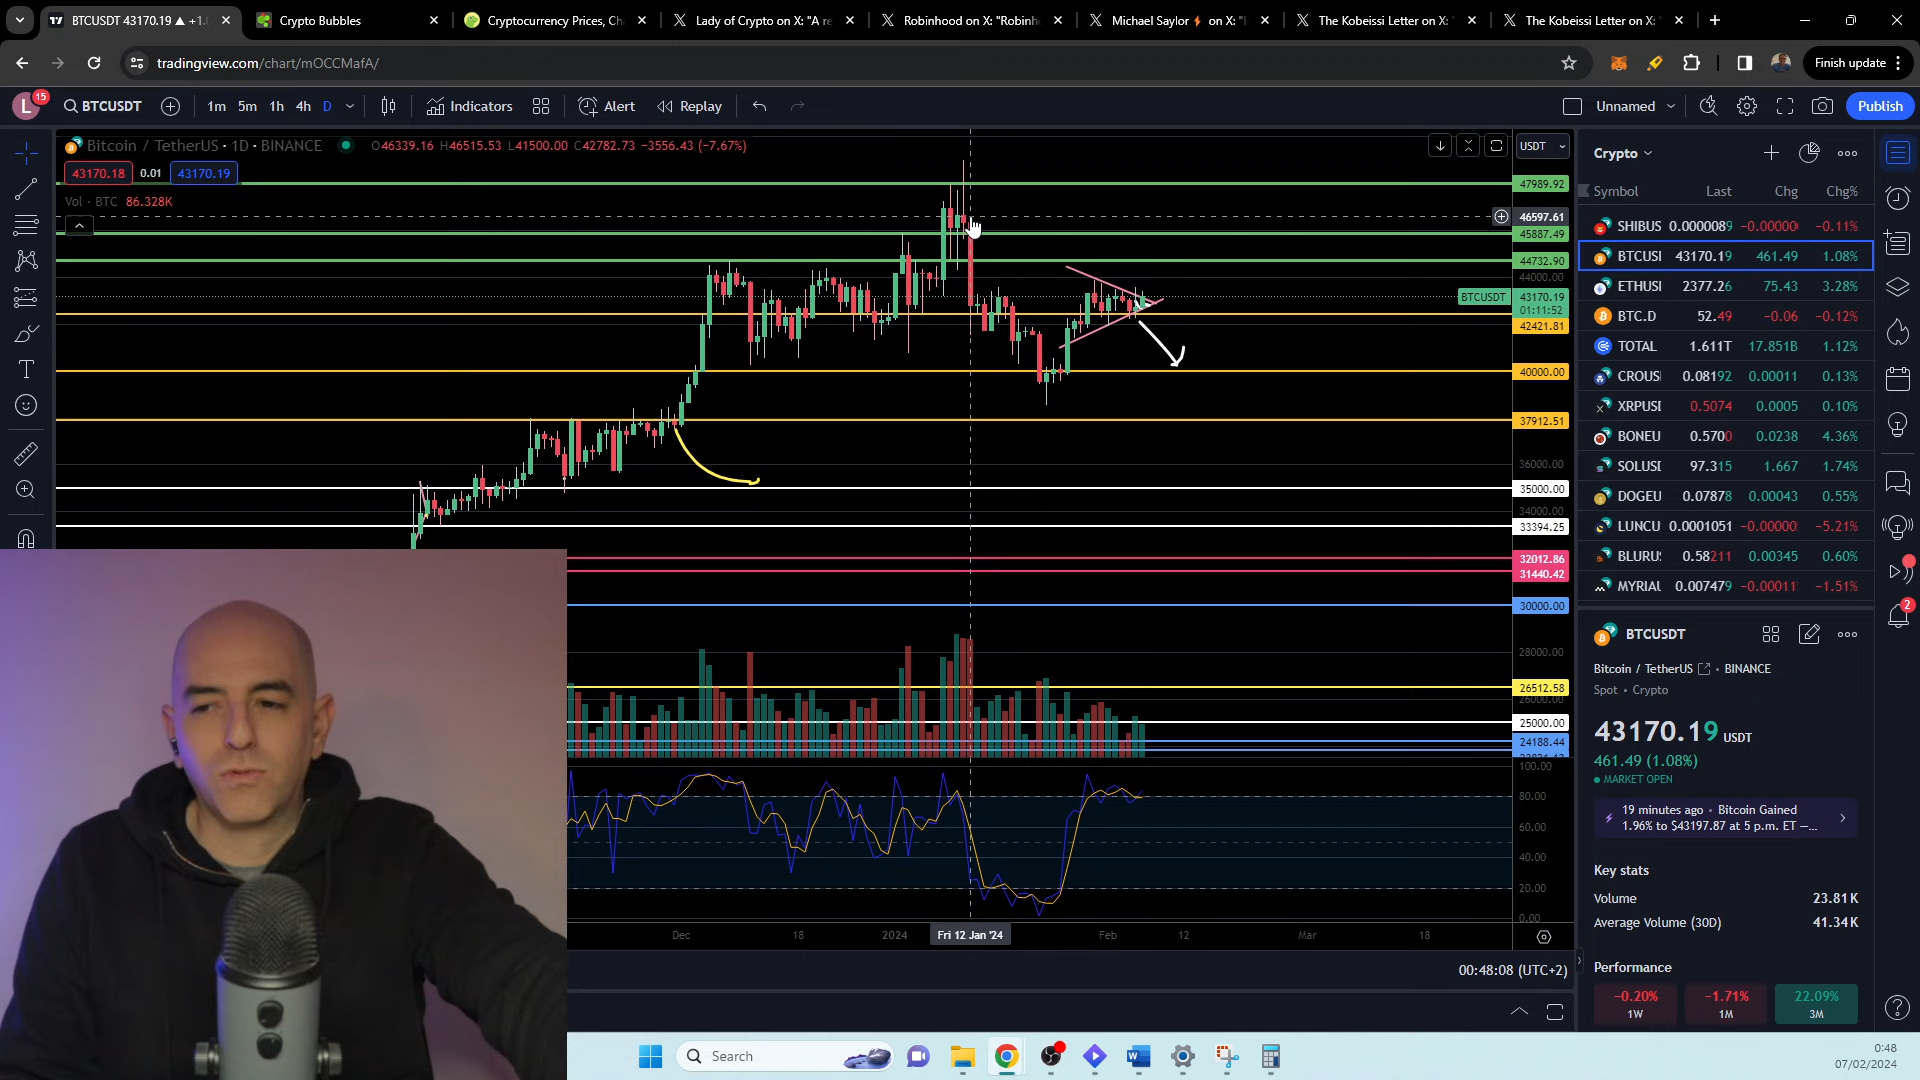 BTCUSDT 43170.19 ▲ +1.0
Crypto Bubbles
Cryptocurrency Prices, Ch
Lady of Crypto on X: "A re
Robinhood on X: "Robinh
Michael Saylor⚡ on X: "I
The Kobeissi Letter on X:
The Kobeissi Letter on X: "
tradingview.com/chart/mOCCMafA/
Finish update
L 15
BTCUSDT
1m 5m 1h 4h D
Indicators
Alert
Replay
Unnamed
Publish
Bitcoin / TetherUS · 1D · BINANCE
O46339.16 H46515.53 L41500.00 C42782.73 −3556.43 (−7.67%)
43170.18 0.01 43170.19
Vol · BTC 86.328K
USDT
47989.92
46597.61
45887.49
44732.90
44000.00
BTCUSDT 43170.19
01:11:52
42421.81
40000.00
37912.51
36000.00
35000.00
34000.00
33394.25
32012.86
31440.42
30000.00
28000.00
26512.58
26000.00
25000.00
24188.44
100.00
80.00
60.00
40.00
20.00
0.00
Dec 18 2024 Fri 12 Jan '24 Feb 12 Mar 18
00:48:08 (UTC+2)
Crypto
Symbol Last Chg Chg%
SHIBUS 0.0000089 −0.00000 −0.11%
BTCUSI 43170.19 461.49 1.08%
ETHUSI 2377.26 75.43 3.28%
BTC.D 52.49 −0.06 −0.12%
TOTAL 1.611T 17.851B 1.12%
CROUSI 0.08192 0.00011 0.13%
XRPUSI 0.5074 0.0005 0.10%
BONEU 0.5700 0.0238 4.36%
SOLUSI 97.315 1.667 1.74%
DOGEU 0.07878 0.00043 0.55%
LUNCU 0.0001051 −0.00000 −5.21%
BLURUS 0.58211 0.00345 0.60%
MYRIAL 0.007479 −0.00011 −1.51%
2
BTCUSDT
Bitcoin / TetherUS · BINANCE
Spot · Crypto
43170.19 USDT
461.49 (1.08%)
MARKET OPEN
19 minutes ago · Bitcoin Gained
1.96% to $43197.87 at 5 p.m. ET —...
Key stats
Volume 23.81K
Average Volume (30D) 41.34K
Performance
−0.20% −1.71% 22.09%
1W 1M 3M
Search
0:48
07/02/2024